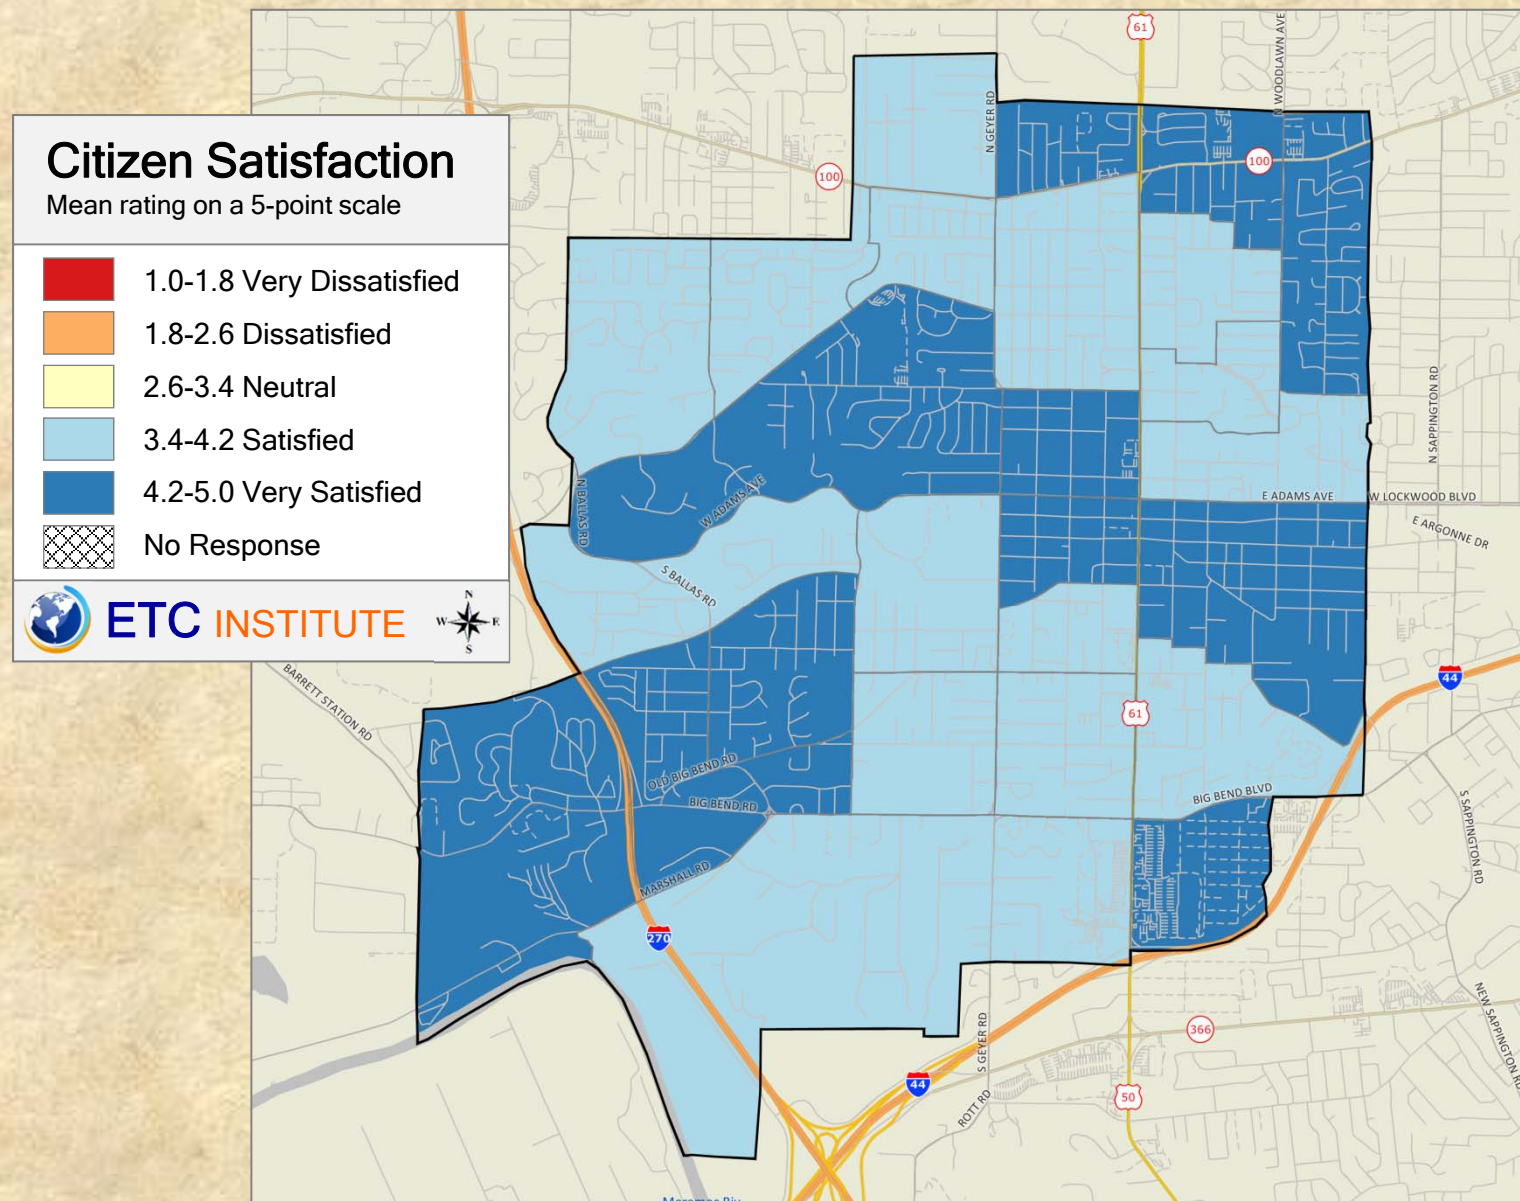 Citizen Satisfaction
Mean rating on a 5-point scale
1.0-1.8 Very Dissatisfied
1.8-2.6 Dissatisfied
2.6-3.4 Neutral
3.4-4.2 Satisfied
4.2-5.0 Very Satisfied
No Response
ETC INSTITUTE
N
W E
S
61
N WOODLAWN AVE
N GEYER RD
100
100
N SAPPINGTON RD
N BALLAS RD
W ADAMS AVE
E ADAMS AVE
W LOCKWOOD BLVD
E ARGONNE DR
S BALLAS RD
BARRETT STATION RD
44
61
OLD BIG BEND RD
BIG BEND RD
BIG BEND BLVD
S SAPPINGTON RD
MARSHALL RD
270
NEW SAPPINGTON RD
S GEYER RD
366
44
50
ROTT RD